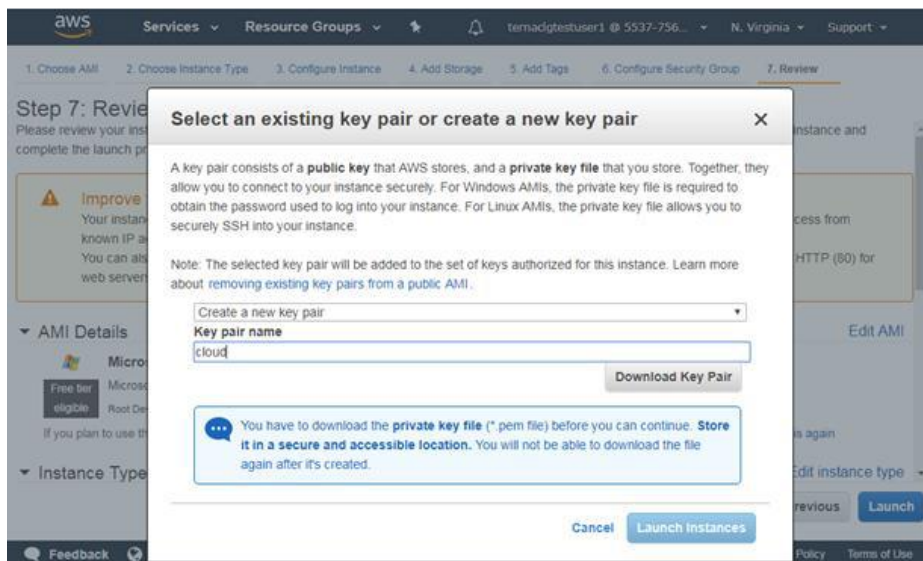 aws Services Resource Groups temadgtestuser1 @ 5537-756... N. Virginia Support
1. Choose AMI 2. Choose Instance Type 3. Configure Instance 4. Add Storage 5. Add Tags 6. Configure Security Group 7. Review
Step 7: Revie
Please review your inst
instance and
complete the launch pr
Improve
Your instan
cess from
known IP a
You can als
HTTP (80) for
web server
AMI Details
Edit AMI
Micros
Free tier
eligible
Microso
Root De
If you plan to use th
is again
Instance Type
Edit instance type
revious Launch
Select an existing key pair or create a new key pair
A key pair consists of a public key that AWS stores, and a private key file that you store. Together, they
allow you to connect to your instance securely. For Windows AMIs, the private key file is required to
obtain the password used to log into your instance. For Linux AMIs, the private key file allows you to
securely SSH into your instance.
Note: The selected key pair will be added to the set of keys authorized for this instance. Learn more
about removing existing key pairs from a public AMI.
Create a new key pair
Key pair name
cloud
Download Key Pair
You have to download the private key file (*.pem file) before you can continue. Store
it in a secure and accessible location. You will not be able to download the file
again after it's created.
Cancel Launch Instances
Feedback Policy Terms of Use